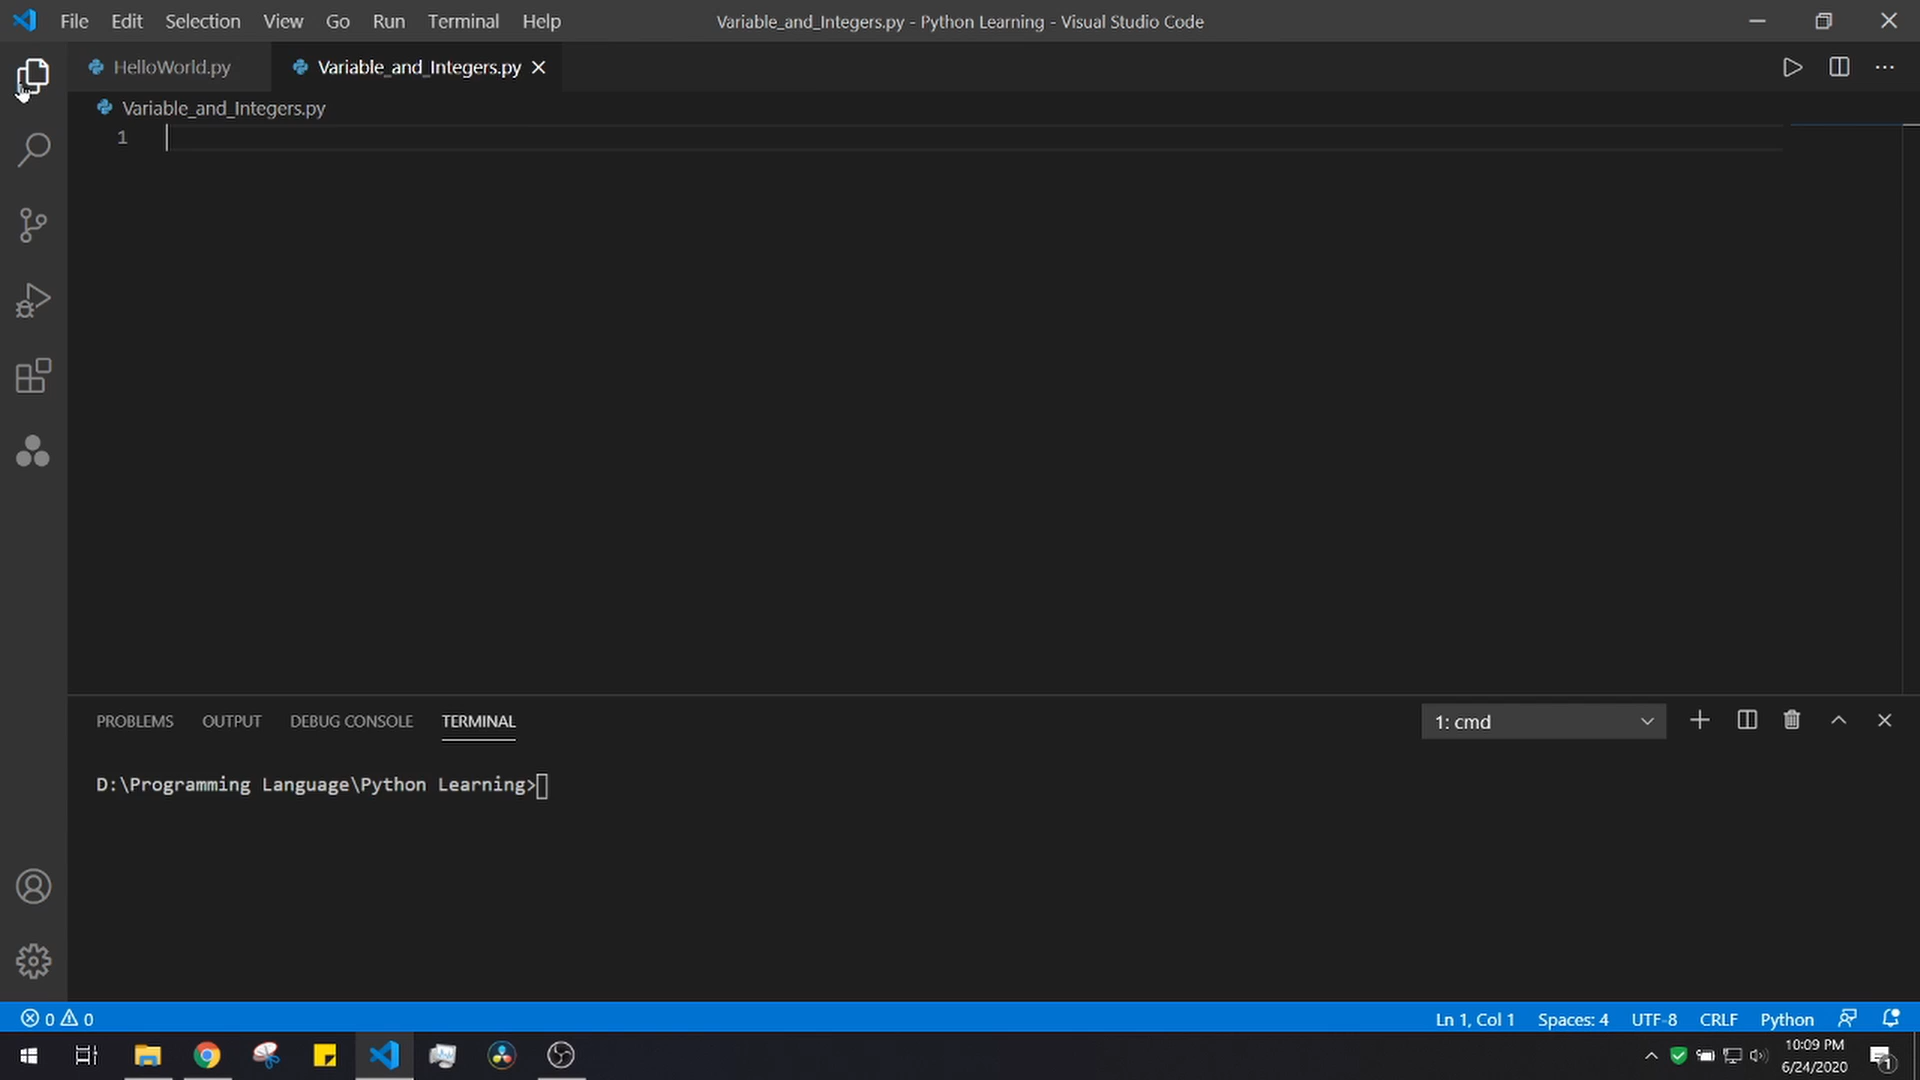 File Edit Selection View Go Run Terminal Help
Variable_and_Integers.py - Python Learning - Visual Studio Code
HelloWorld.py
Variable_and_Integers.py
Variable_and_Integers.py
1
PROBLEMS OUTPUT DEBUG CONSOLE TERMINAL
1: cmd
D:\Programming Language\Python Learning>
0 0
Ln 1, Col 1 Spaces: 4 UTF-8 CRLF Python
10:09 PM
6/24/2020
1